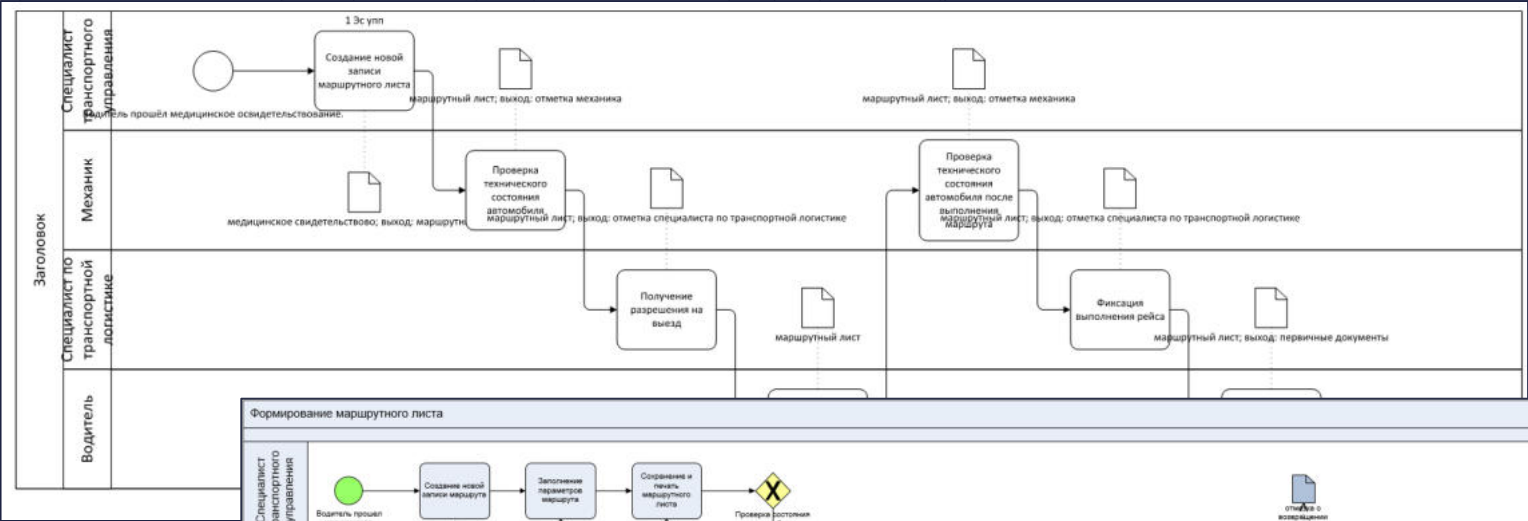 Заголовок
Специалист
транспортного
управления
Механик
Специалист по
транспортной
логистике
Водитель
1 Эс упп
Создание новой
записи
маршрутного листа
Водитель прошёл медицинское освидетельствование.
маршрутный лист; выход: отметка механика
маршрутный лист; выход: отметка механика
медицинское свидетельствово; выход: маршрутн
Проверка
технического
состояния
автомобиля
маршрутный лист; выход: отметка специалиста по транспортной логистике
Проверка
технического
состояния
автомобиля после
выполнения
маршрута
маршрутный лист; выход: отметка специалиста по транспортной логистике
Получение
разрешения на
выезд
маршрутный лист
Фиксация
выполнения рейса
маршрутный лист; выход: первичные документы
Формирование маршрутного листа
Специалист
транспортного
управления
Водитель прошел
Создание новой
записи маршрута
Заполнение
параметров
маршрута
Сохранение и
печать
маршрутного
листа
X
Проверка состояния
отметка о
возвращении